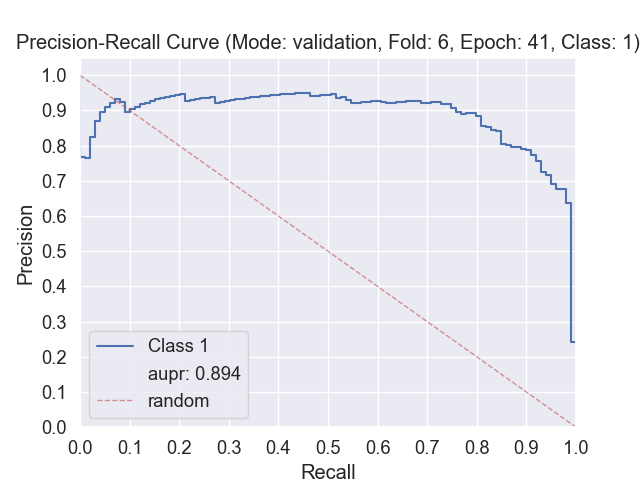 Precision-Recall Curve (Mode: validation, Fold: 6, Epoch: 41, Class: 1)
1.0
0.9
0.8
0.7
0.6
0.5
0.4
0.3
0.2
0.1
0.0
Precision
Class 1
aupr: 0.894
random
0.0 0.1 0.2 0.3 0.4 0.5 0.6 0.7 0.8 0.9 1.0
Recall